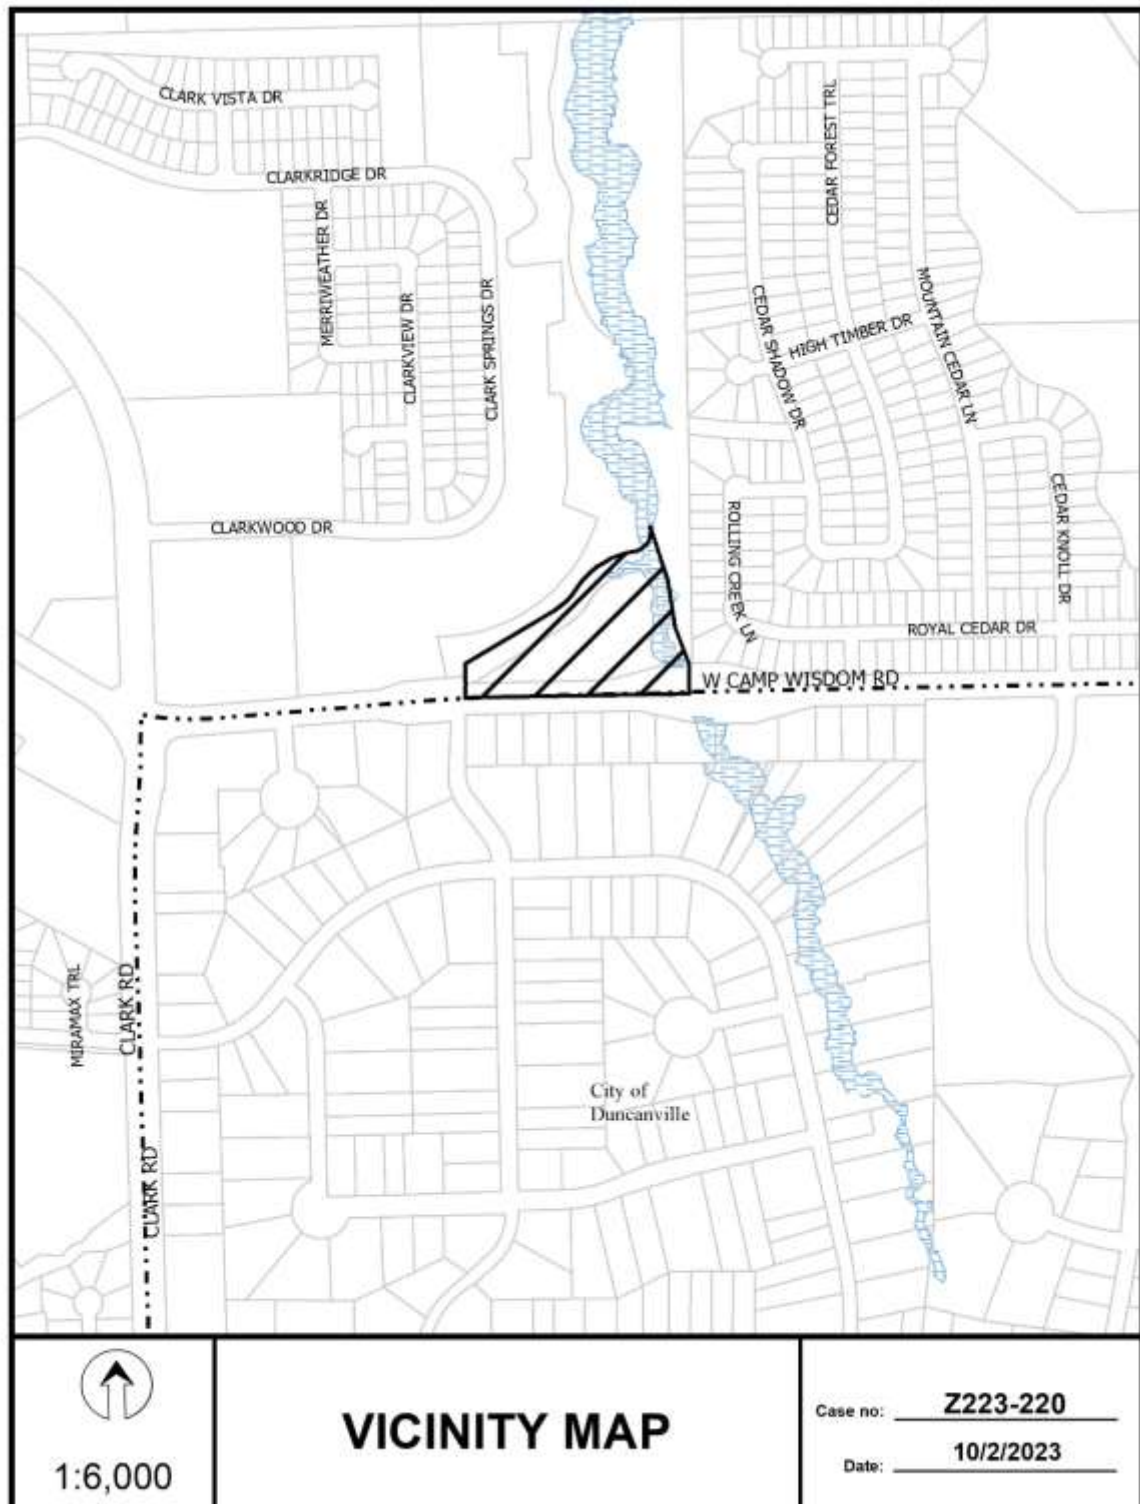 CLARK VISTA DR
CLARKRIDGE DR
MERRIWEATHER DR
CLARKVIEW DR
CLARK SPRINGS DR
CLARKWOOD DR
CEDAR FOREST TRL
CEDAR SHADOW DR
HIGH TIMBER DR
MOUNTAIN CEDAR LN
ROLLING CREEK LN
CEDAR KNOLL DR
ROYAL CEDAR DR
W CAMP WISDOM RD
MIRAMAX TRL
CLARK RD
City of
Duncanville
CLARK RD
1:6,000
VICINITY MAP
Case no: Z223-220
Date: 10/2/2023